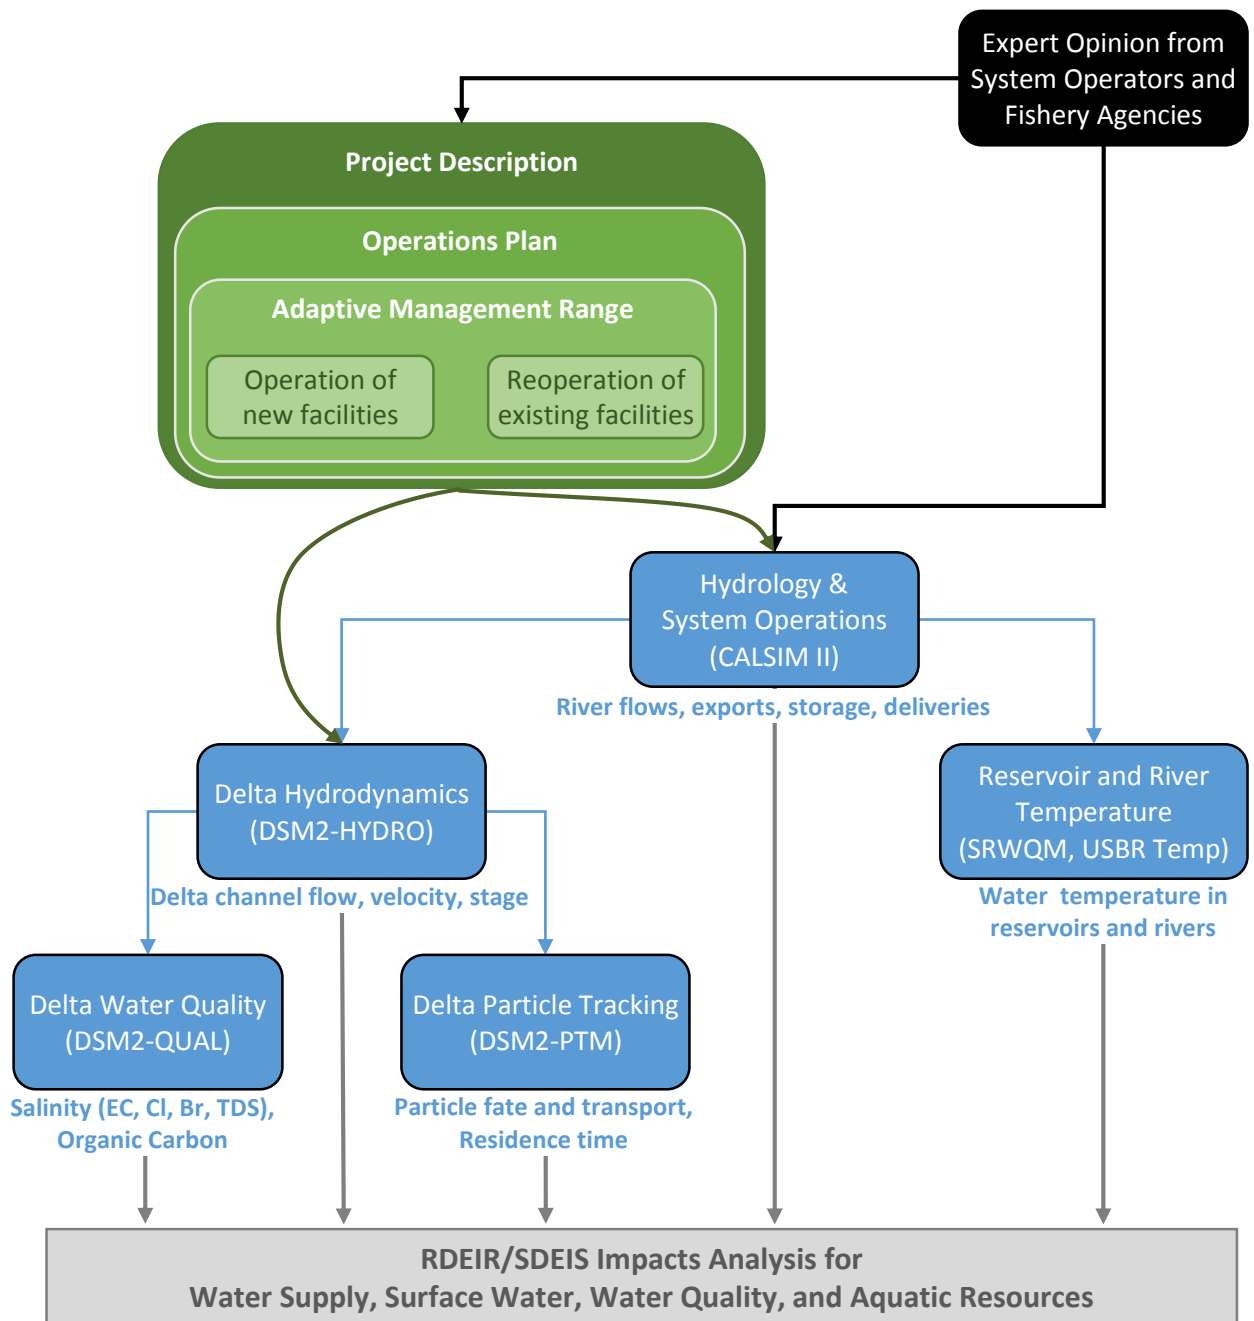 Expert Opinion from
System Operators and
Fishery Agencies
Project Description
Operations Plan
Adaptive Management Range
Operation of
new facilities
Reoperation of
existing facilities
Hydrology &
System Operations
(CALSIM II)
River flows, exports, storage, deliveries
Delta Hydrodynamics
(DSM2-HYDRO)
Delta channel flow, velocity, stage
Reservoir and River
Temperature
(SRWQM, USBR Temp)
Water temperature in
reservoirs and rivers
Delta Water Quality
(DSM2-QUAL)
Salinity (EC, Cl, Br, TDS),
Organic Carbon
Delta Particle Tracking
(DSM2-PTM)
Particle fate and transport,
Residence time
RDEIR/SDEIS Impacts Analysis for
Water Supply, Surface Water, Water Quality, and Aquatic Resources